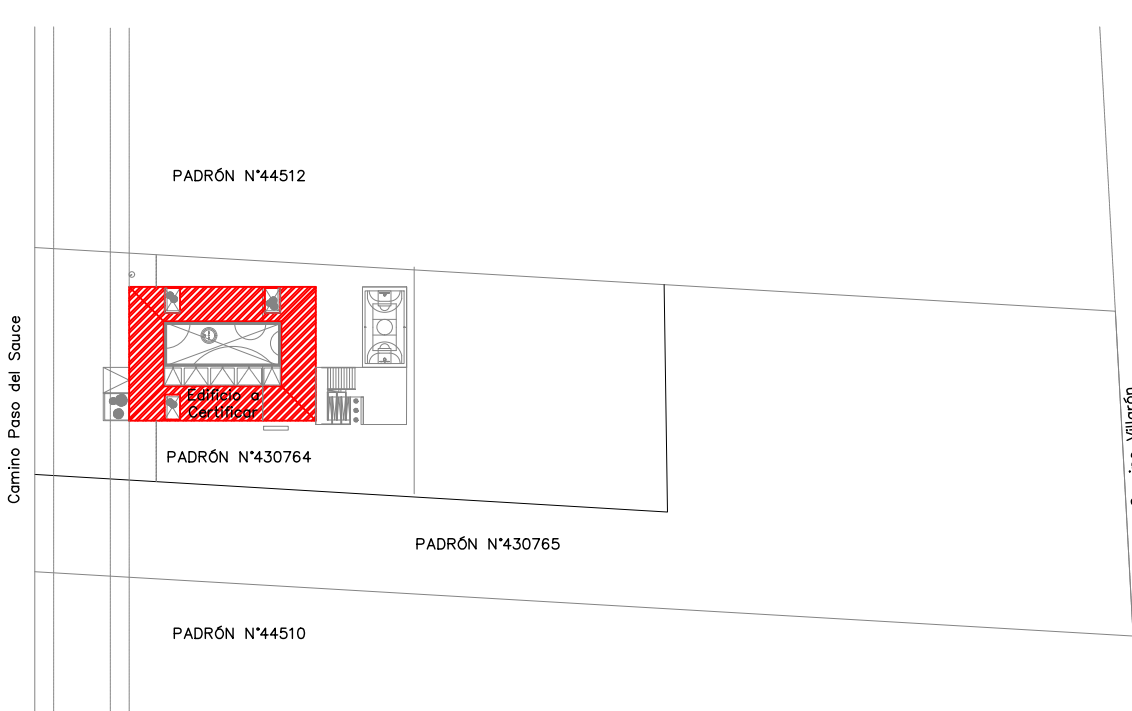 PADRÓN N°44512
Camino Paso del Sauce
Edificio a
Certificar
PADRÓN N°430764
PADRÓN N°430765
PADRÓN N°44510
Villarón